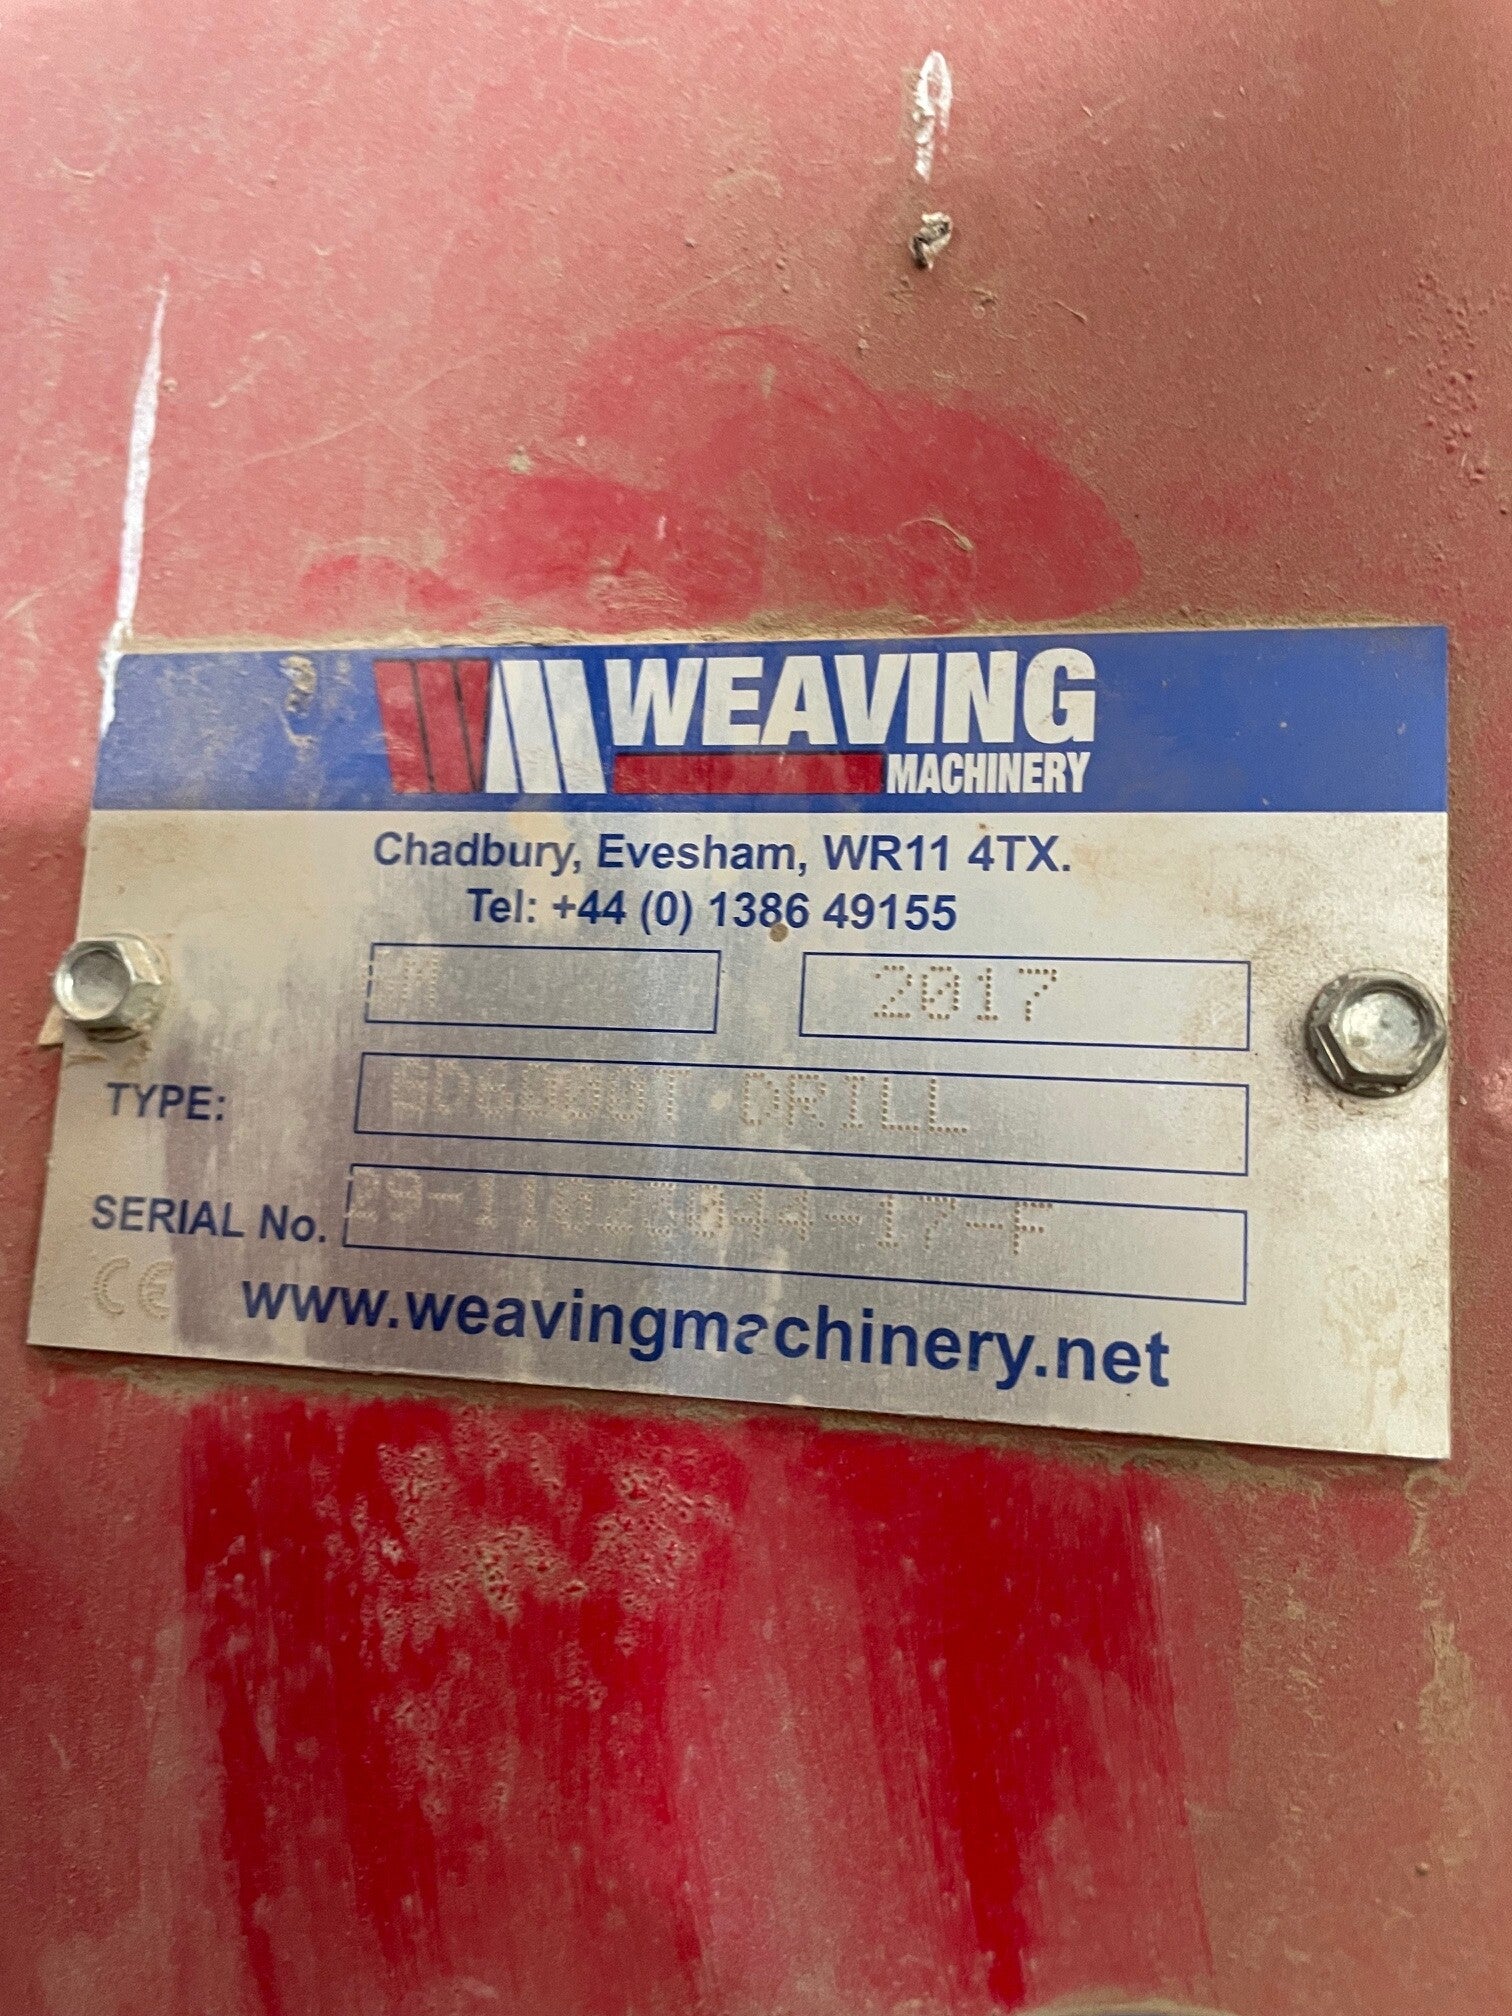 WEAVING
MACHINERY
Chadbury, Evesham, WR11 4TX.
Tel: +44 (0) 1386 49155
2017
TYPE: DRILL
SERIAL No.
CE
www.weavingmachinery.net